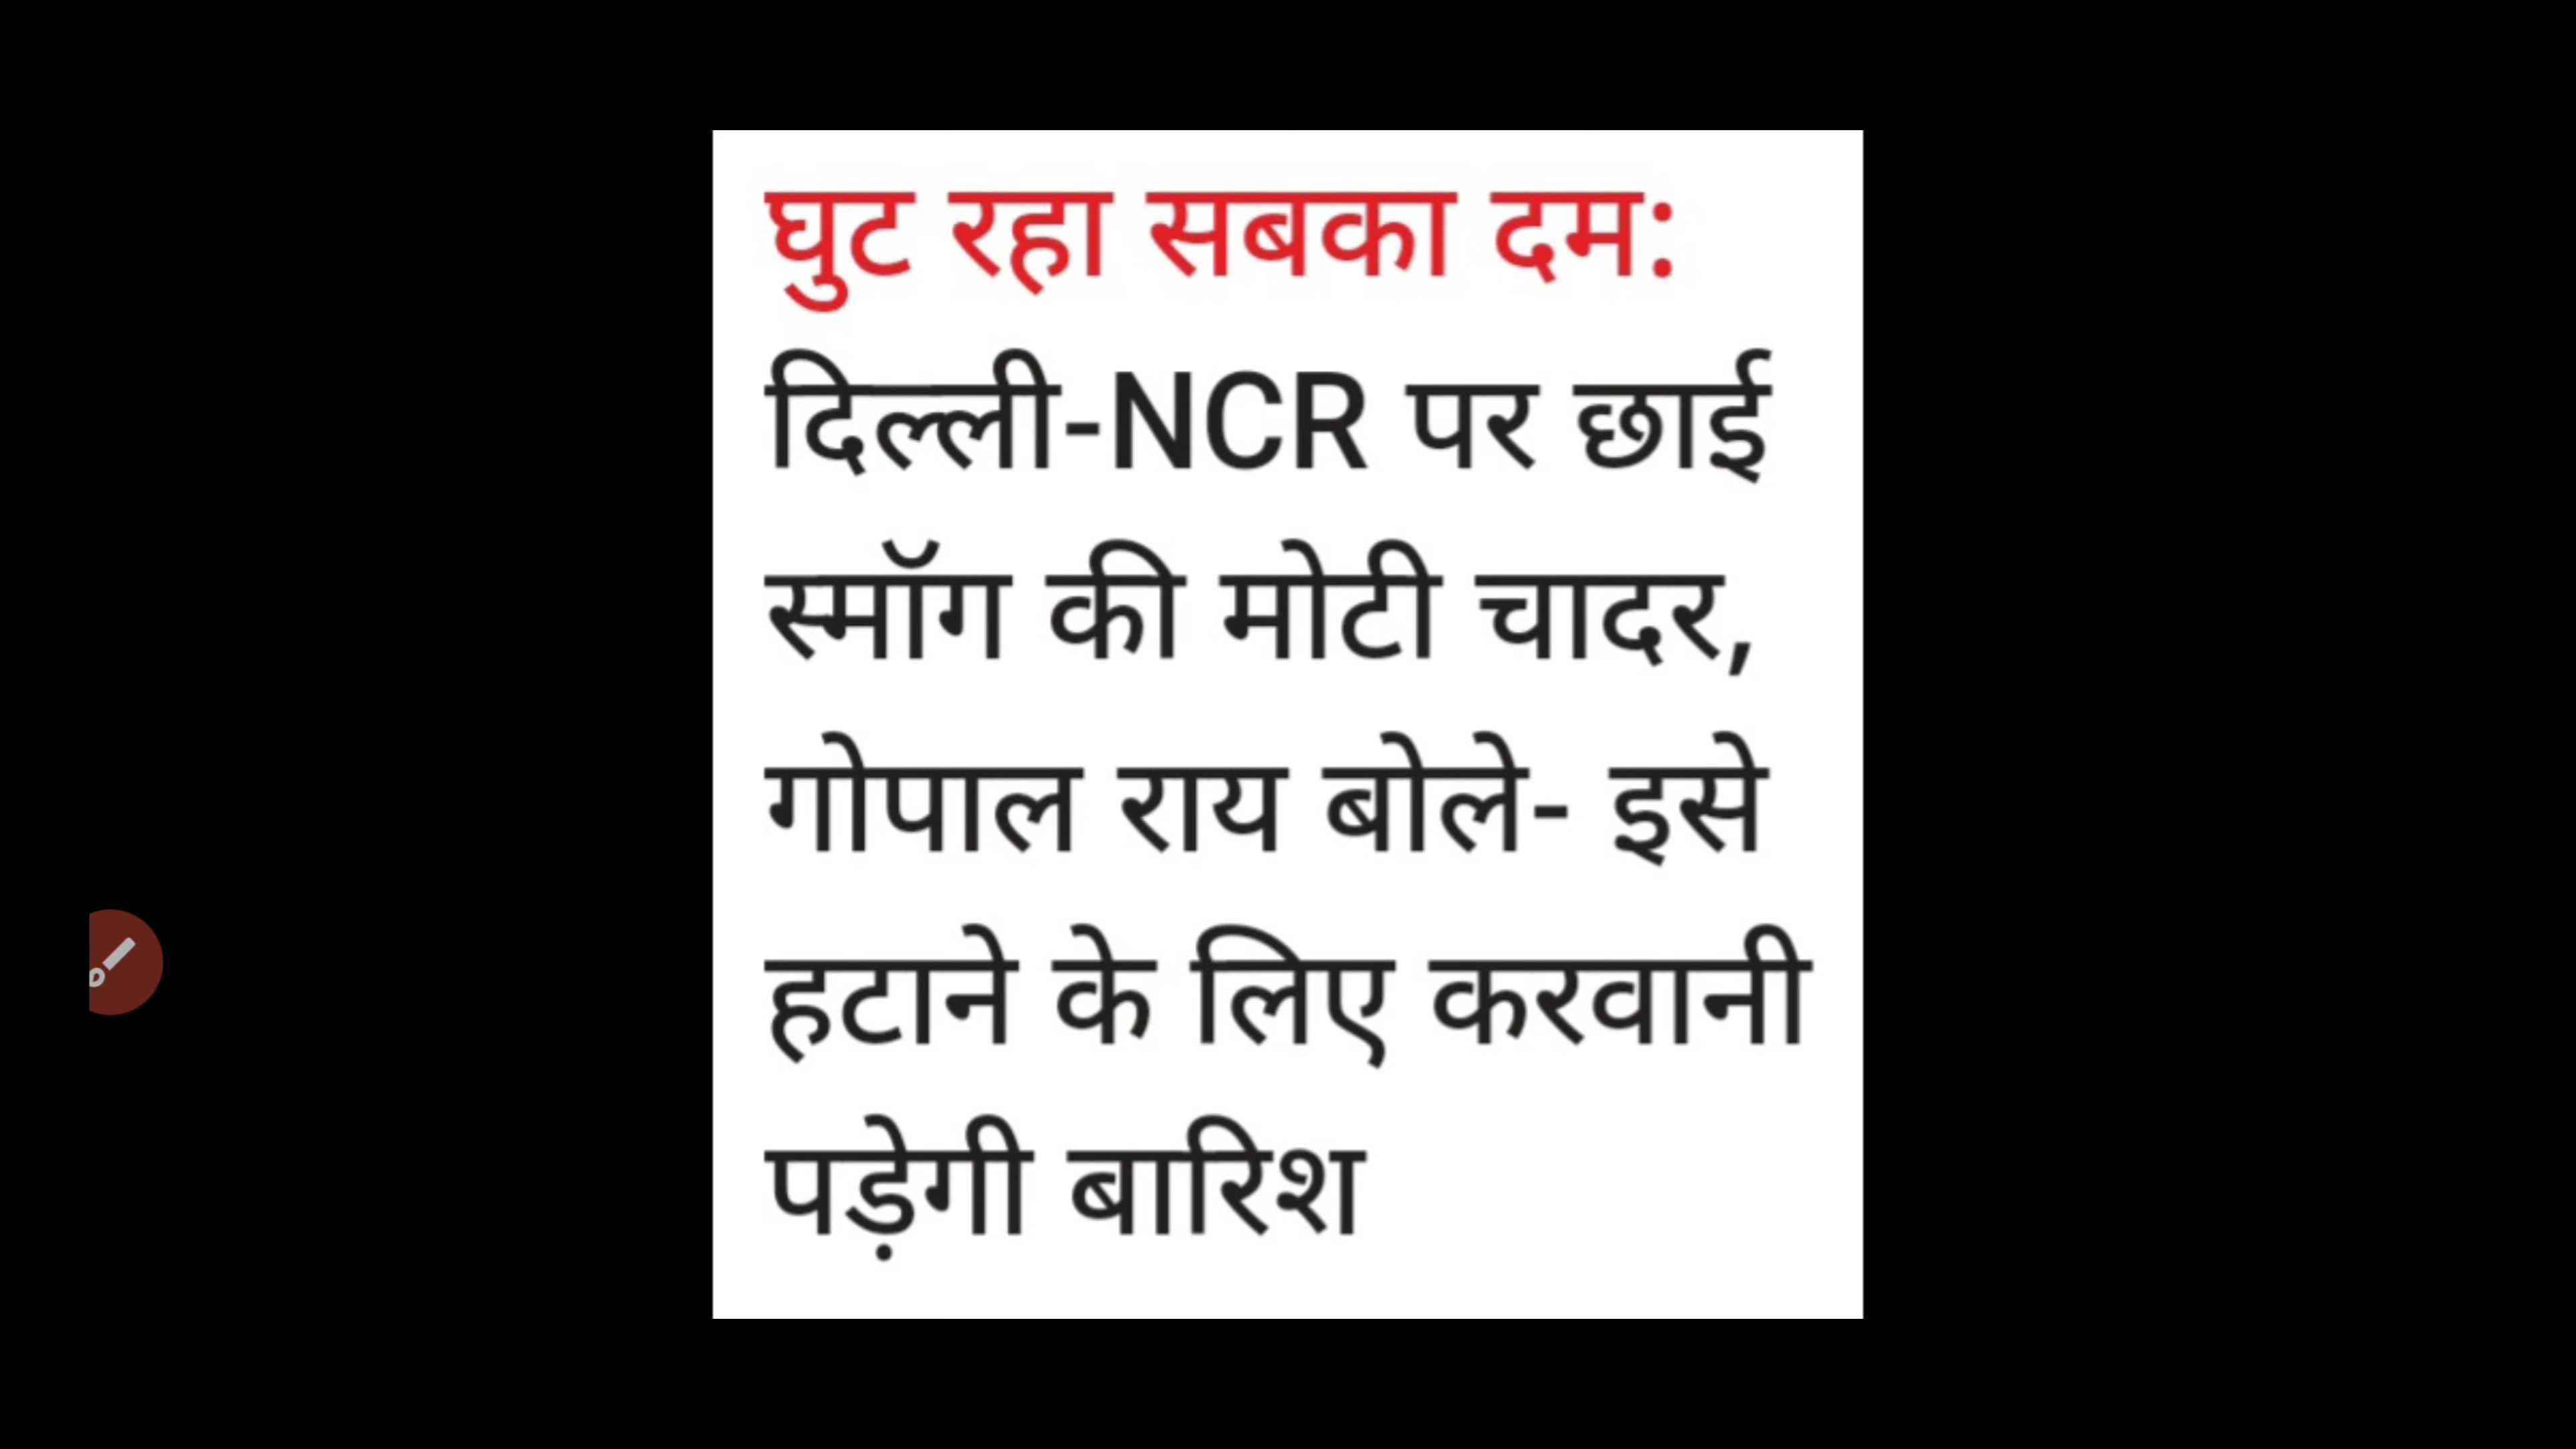 घुट रहा सबका दम:
दिल्ली-NCR पर छाई
स्मॉग की मोटी चादर,
गोपाल राय बोले- इसे
हटाने के लिए करवानी
पड़ेगी बारिश